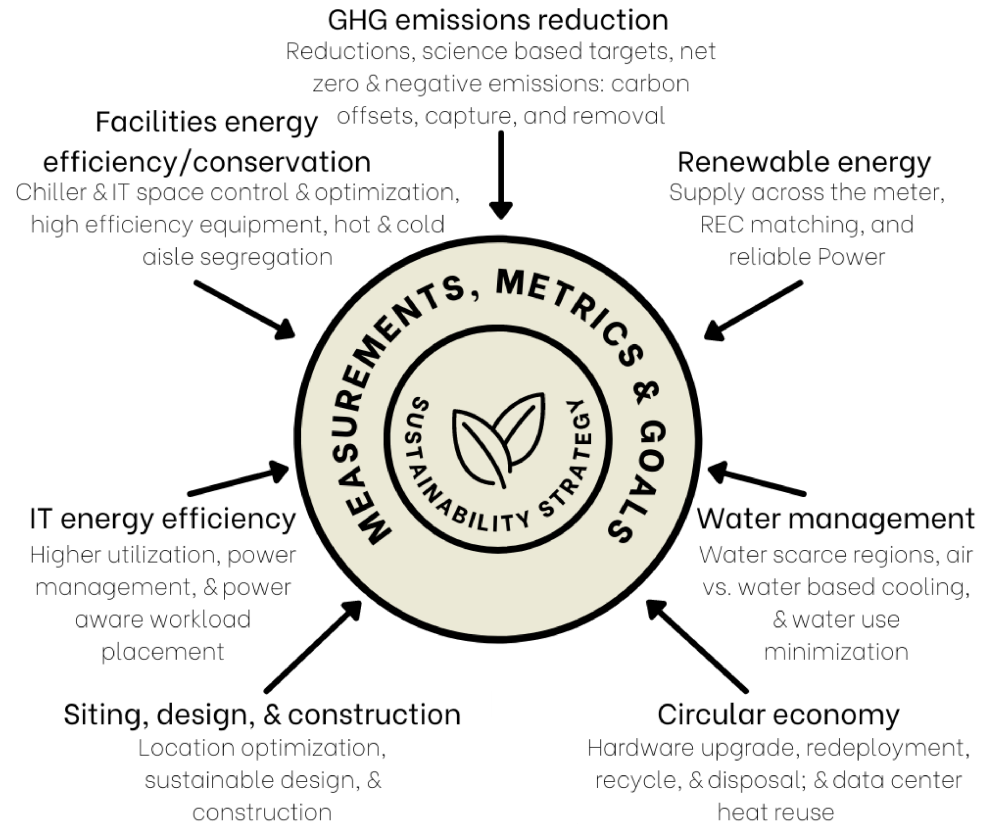 GHG emissions reduction
Reductions, science based targets, net
zero & negative emissions: carbon
offsets, capture, and removal
Facilities energy
efficiency/conservation
Chiller & IT space control & optimization,
high efficiency equipment, hot & cold
aisle segregation
Renewable energy
Supply across the meter,
REC matching, and
reliable Power
MEASUREMENTS, METRICS & GOALS
SUSTAINABILITY STRATEGY
IT energy efficiency
Higher utilization, power
management, & power
aware workload
placement
Water management
Water scarce regions, air
vs. water based cooling,
& water use
minimization
Siting, design, & construction
Location optimization,
sustainable design, &
construction
Circular economy
Hardware upgrade, redeployment,
recycle, & disposal; & data center
heat reuse